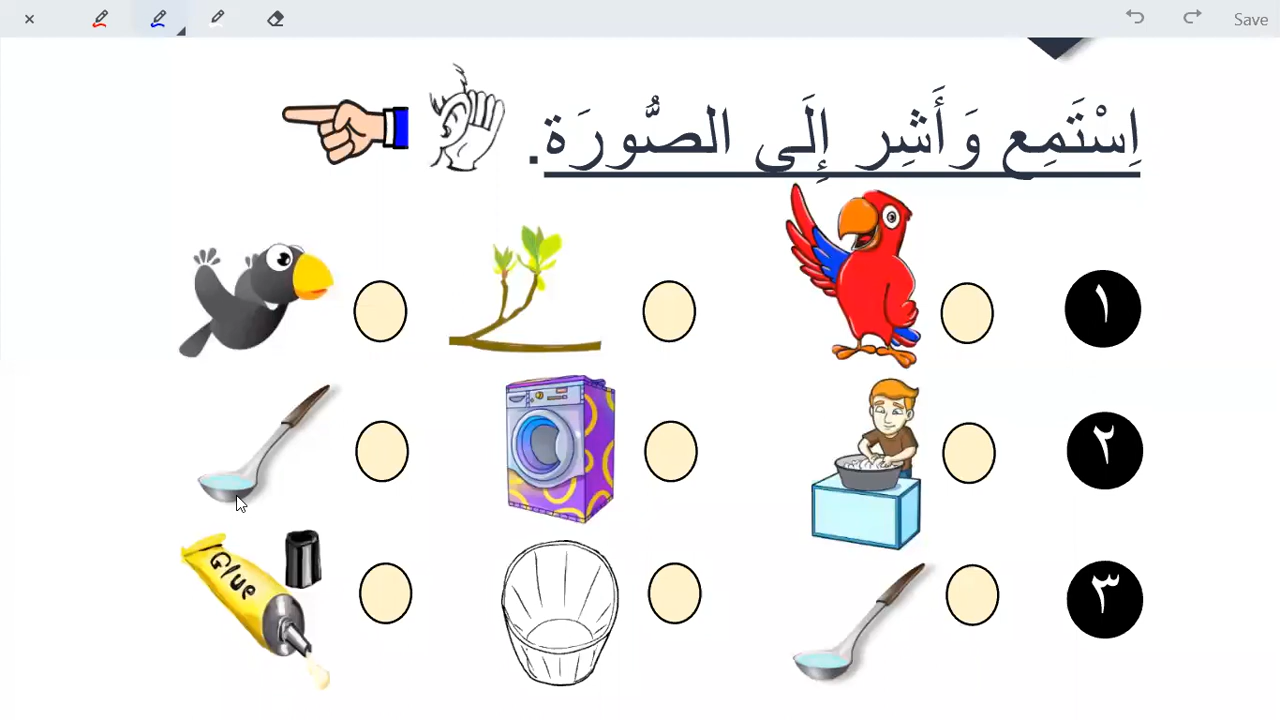 Save
اِسْتَمِع وَأَشِر إِلَى الصُّورَة.
١
٢
٣
Glue